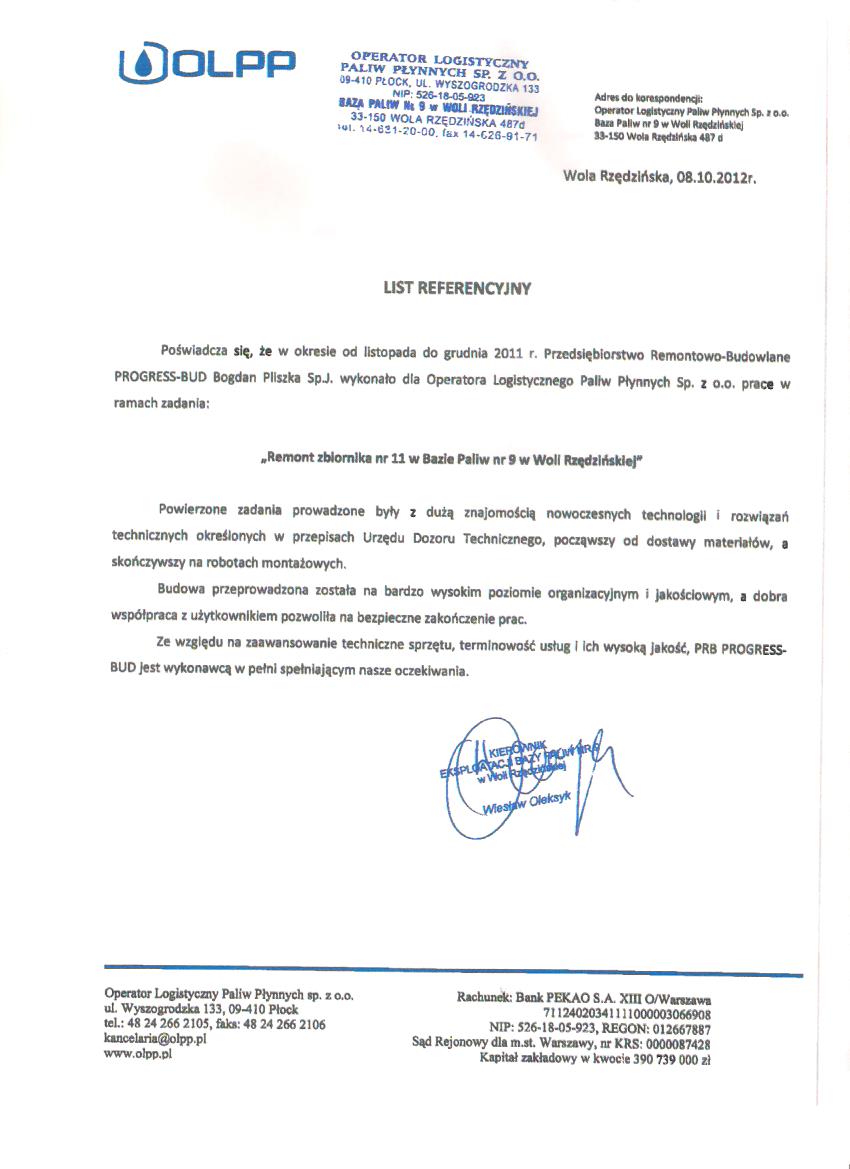 OLPP
OPERATOR LOGISTYCZNY
PALIW PŁYNNYCH SP. Z O.O.
09-410 PŁOCK, UL. WYSZOGRODZKA 133
NIP: 526-18-05-923
BAZA PALIW № 9 w WOLI RZĘDZIŃSKIEJ
33-150 WOLA RZĘDZIŃSKA 487d
tel. 14-631-20-00, fax 14-626-91-71
Adres do korespondencji:
Operator Logistyczny Paliw Płynnych Sp. z o.o.
Baza Paliw nr 9 w Woli Rzędzińskiej
33-150 Wola Rzędzińska 487 d
Wola Rzędzińska, 08.10.2012r.
LIST REFERENCYJNY
Poświadcza się, że w okresie od listopada do grudnia 2011 r. Przedsiębiorstwo Remontowo-Budowlane
PROGRESS-BUD Bogdan Pliszka Sp.J. wykonało dla Operatora Logistycznego Paliw Płynnych Sp. z o.o. prace w
ramach zadania:
„Remont zbiornika nr 11 w Bazie Paliw nr 9 w Woli Rzędzińskiej"
Powierzone zadania prowadzone były z dużą znajomością nowoczesnych technologii i rozwiązań
technicznych określonych w przepisach Urzędu Dozoru Technicznego, począwszy od dostawy materiałów, a
skończywszy na robotach montażowych.
Budowa przeprowadzona została na bardzo wysokim poziomie organizacyjnym i jakościowym, a dobra
współpraca z użytkownikiem pozwoliła na bezpieczne zakończenie prac.
Ze względu na zaawansowanie techniczne sprzętu, terminowość usług i ich wysoką jakość, PRB PROGRESS-
BUD jest wykonawcą w pełni spełniającym nasze oczekiwania.
KIEROWNIK
EKSPLOATACJI BAZY PALIW NR 9
w Woli Rzędzińskiej
Wiesław Oleksyk
Operator Logistyczny Paliw Płynnych sp. z o.o.
ul. Wyszogrodzka 133, 09-410 Płock
tel.: 48 24 266 2105, faks: 48 24 266 2106
kancelaria@olpp.pl
www.olpp.pl
Rachunek: Bank PEKAO S.A. XIII O/Warszawa
71124020341111000003066908
NIP: 526-18-05-923, REGON: 012667887
Sąd Rejonowy dla m.st. Warszawy, nr KRS: 0000087428
Kapitał zakładowy w kwocie 390 739 000 zł